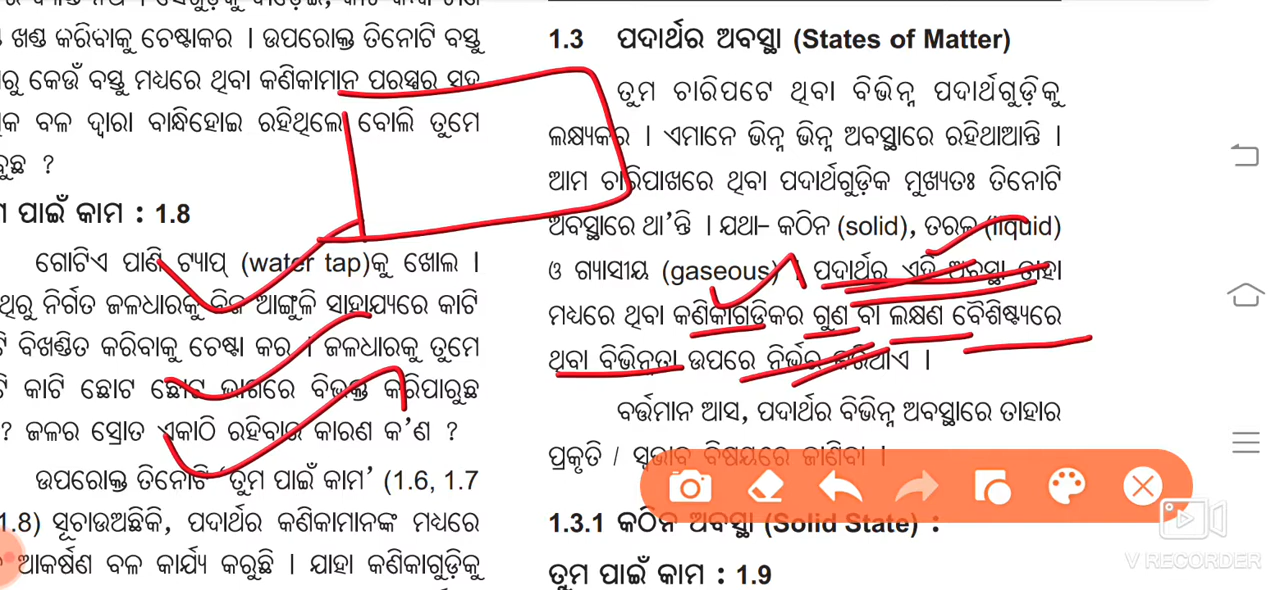 ଖଣ୍ଡ କରିବାକୁ ଚେଷ୍ଟାକର । ଉପରୋକ୍ତ ତିନୋଟି ବସ୍ତୁ
କେଉଁ ବସ୍ତୁ ମଧ୍ୟରେ ଥିବା କଣିକାମାନ ପରସ୍ପର ସହ
ବଳ ଦ୍ୱାରା ବାନ୍ଧିହୋଇ ରହିଥିଲେ ବୋଲି ତୁମେ
?
ପାଇଁ କାମ : 1.8
ଗୋଟିଏ ପାଣି ଟ୍ୟାପ୍ (water tap)କୁ ଖୋଲ ।
ନିର୍ଗତ ଜଳଧାରକୁ ନିଜ ଆଙ୍ଗୁଳି ସାହାଯ୍ୟରେ କାଟି
ବିଖଣ୍ଡିତ କରିବାକୁ ଚେଷ୍ଟା କର । ଜଳଧାରକୁ ତୁମେ
କାଟି ଛୋଟ ଛୋଟ ଭାଗରେ ବିଭକ୍ତ କରିପାରୁଛ
? ଜଳର ସ୍ରୋତ ଏକାଠି ରହିବାର କାରଣ କ'ଣ ?
ଉପରୋକ୍ତ ତିନୋଟି 'ତୁମ ପାଇଁ କାମ' (1.6, 1.7
1.8) ସୂଚାଉଅଛିକି, ପଦାର୍ଥର କଣିକାମାନଙ୍କ ମଧ୍ୟରେ
ଆକର୍ଷଣ ବଳ କାର୍ଯ୍ୟ କରୁଛି । ଯାହା କଣିକାଗୁଡ଼ିକୁ
1.3 ପଦାର୍ଥର ଅବସ୍ଥା (States of Matter)
ତୁମ ଚାରିପଟେ ଥିବା ବିଭିନ୍ନ ପଦାର୍ଥଗୁଡ଼ିକୁ
ଲକ୍ଷ୍ୟକର । ଏମାନେ ଭିନ୍ନ ଭିନ୍ନ ଅବସ୍ଥାରେ ରହିଥାଆନ୍ତି ।
ଆମ ଚାରିପାଖରେ ଥିବା ପଦାର୍ଥଗୁଡ଼ିକ ମୁଖ୍ୟତଃ ତିନୋଟି
ଅବସ୍ଥାରେ ଥା'ନ୍ତି । ଯଥା- କଠିନ (solid), ତରଳ (liquid)
ଓ ଗ୍ୟାସୀୟ (gaseous) । ପଦାର୍ଥର ଏହି ଅବସ୍ଥା ତାହା
ମଧ୍ୟରେ ଥିବା କଣିକାଗୁଡ଼ିକର ଗୁଣ ବା ଲକ୍ଷଣ ବୈଶିଷ୍ଟ୍ୟରେ
ଥିବା ବିଭିନ୍ନତା ଉପରେ ନିର୍ଭର କରିଥାଏ ।
ବର୍ତ୍ତମାନ ଆସ, ପଦାର୍ଥର ବିଭିନ୍ନ ଅବସ୍ଥାରେ ତାହାର
ପ୍ରକୃତି / ସ୍ୱଭାବ ବିଷୟରେ ଜାଣିବା ।
1.3.1 କଠିନ ଅବସ୍ଥା (Solid State) :
ତୁମ ପାଇଁ କାମ : 1.9
V RECORDER